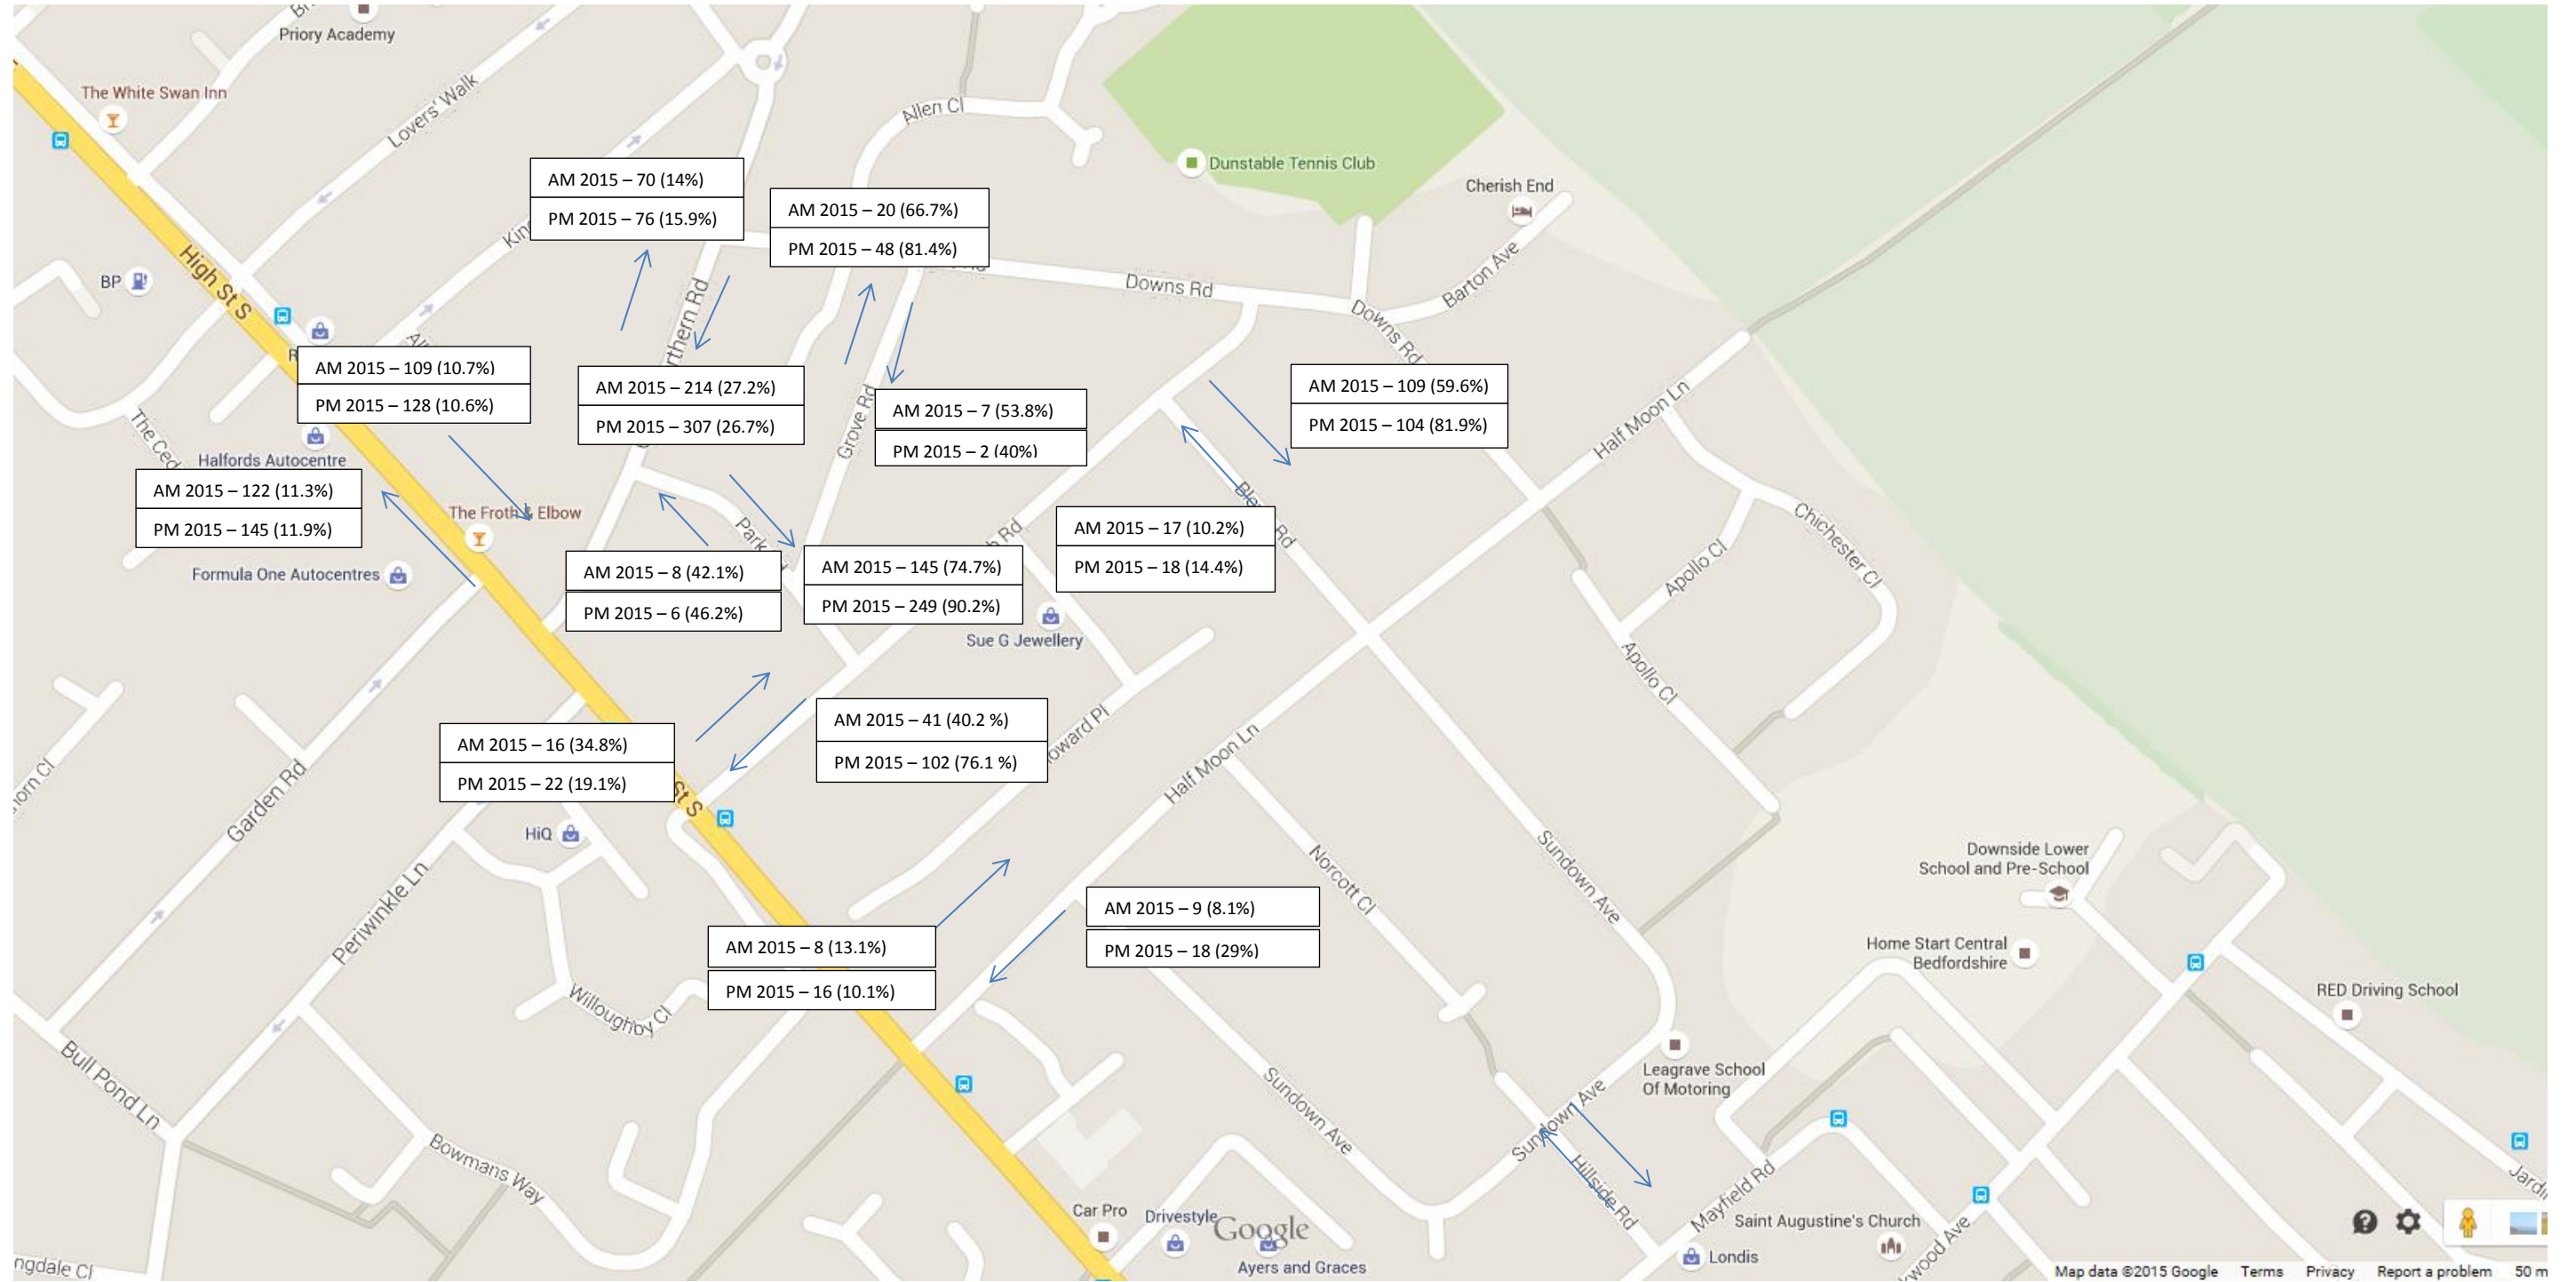 Priory Academy
The White Swan Inn
Lovers' Walk
Allen Cl
Dunstable Tennis Club
Cherish End
AM 2015 – 70 (14%)
PM 2015 – 76 (15.9%)
AM 2015 – 20 (66.7%)
PM 2015 – 48 (81.4%)
High St S
BP
Downs Rd
Barton Ave
Downs Rd
AM 2015 – 109 (10.7%)
PM 2015 – 128 (10.6%)
AM 2015 – 214 (27.2%)
PM 2015 – 307 (26.7%)
Grove Rd
AM 2015 – 7 (53.8%)
PM 2015 – 2 (40%)
AM 2015 – 109 (59.6%)
PM 2015 – 104 (81.9%)
Half Moon Ln
Halfords Autocentre
AM 2015 – 122 (11.3%)
PM 2015 – 145 (11.9%)
The Froth & Elbow
Formula One Autocentres
AM 2015 – 8 (42.1%)
PM 2015 – 6 (46.2%)
AM 2015 – 145 (74.7%)
PM 2015 – 249 (90.2%)
Rd
AM 2015 – 17 (10.2%)
PM 2015 – 18 (14.4%)
Rd
Chichester Cl
Apollo Cl
Sue G Jewellery
Apollo Cl
AM 2015 – 16 (34.8%)
PM 2015 – 22 (19.1%)
AM 2015 – 41 (40.2 %)
PM 2015 – 102 (76.1 %)
St S
Half Moon Ln
Garden Rd
HiQ
Periwinkle Ln
Norcott Cl
Sundown Ave
Downside Lower
School and Pre-School
AM 2015 – 8 (13.1%)
PM 2015 – 16 (10.1%)
AM 2015 – 9 (8.1%)
PM 2015 – 18 (29%)
Home Start Central
Bedfordshire
RED Driving School
Willoughby Cl
Bull Pond Ln
Leagrave School
Of Motoring
Sundown Ave
Sundown Ave
Bowmans Way
Hillside Rd
Mayfield Rd
Car Pro
Drivestyle
Google
Ayers and Graces
Saint Augustine's Church
Londis
Map data ©2015 Google Terms Privacy Report a problem 50 m